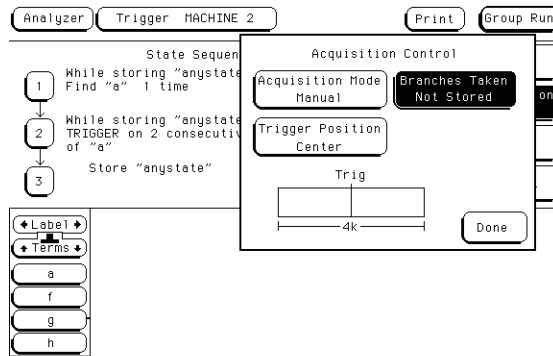 Analyzer
Trigger MACHINE 2
Print
Group Run
State Sequen
1
While storing "anystate
Find "a" 1 time
2
While storing "anystate
TRIGGER on 2 consecutiv
of "a"
3
Store "anystate"
Acquisition Control
Acquisition Mode
Manual
Branches Taken
Not Stored
Trigger Position
Center
Trig
4k
Done
on
Label
Terms
a
f
g
h